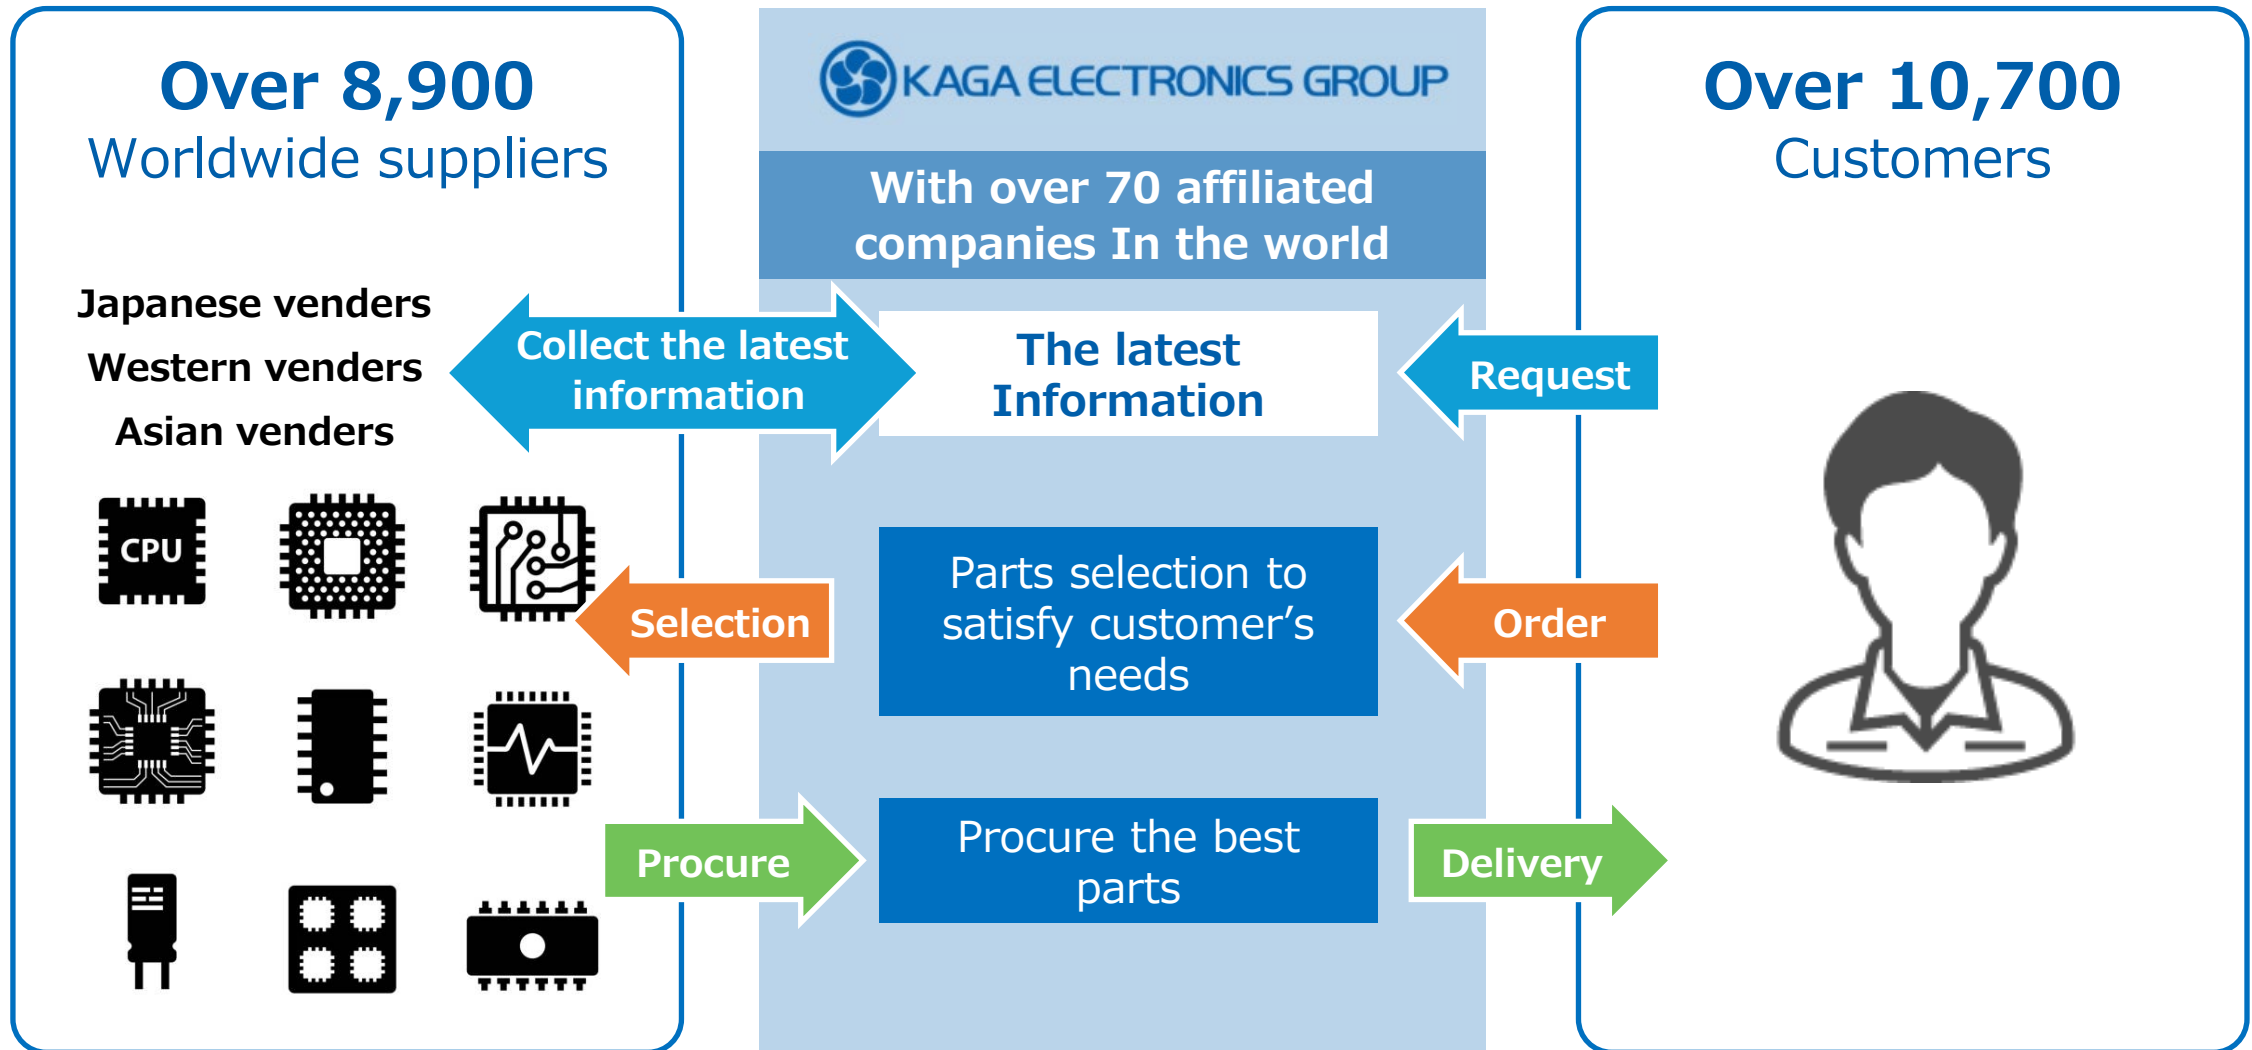 Over 8,900
Worldwide suppliers
Japanese venders
Western venders
Asian venders
CPU
KAGA ELECTRONICS GROUP
With over 70 affiliated
companies In the world
Collect the latest
information
The latest
Information
Request
Selection
Parts selection to
satisfy customer's
needs
Order
Procure
Procure the best
parts
Delivery
Over 10,700
Customers